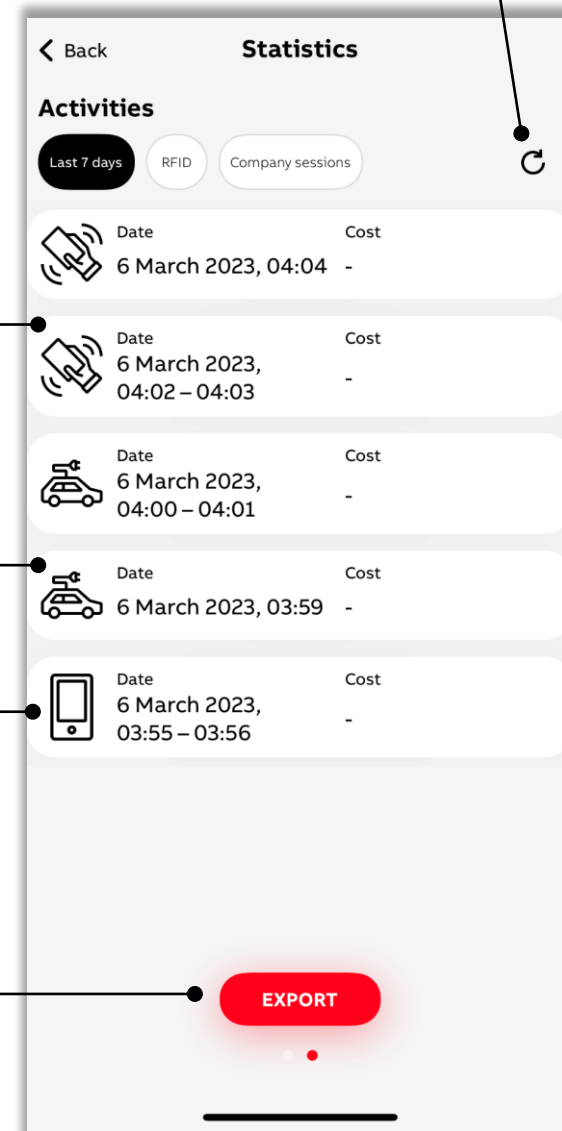 Back
Statistics
Activities
Last 7 days
RFID
Company sessions
Date
Cost
6 March 2023, 04:04
-
Date
Cost
6 March 2023,
04:02 – 04:03
-
Date
Cost
6 March 2023,
04:00 – 04:01
-
Date
Cost
6 March 2023, 03:59
-
Date
Cost
6 March 2023,
03:55 – 03:56
-
EXPORT